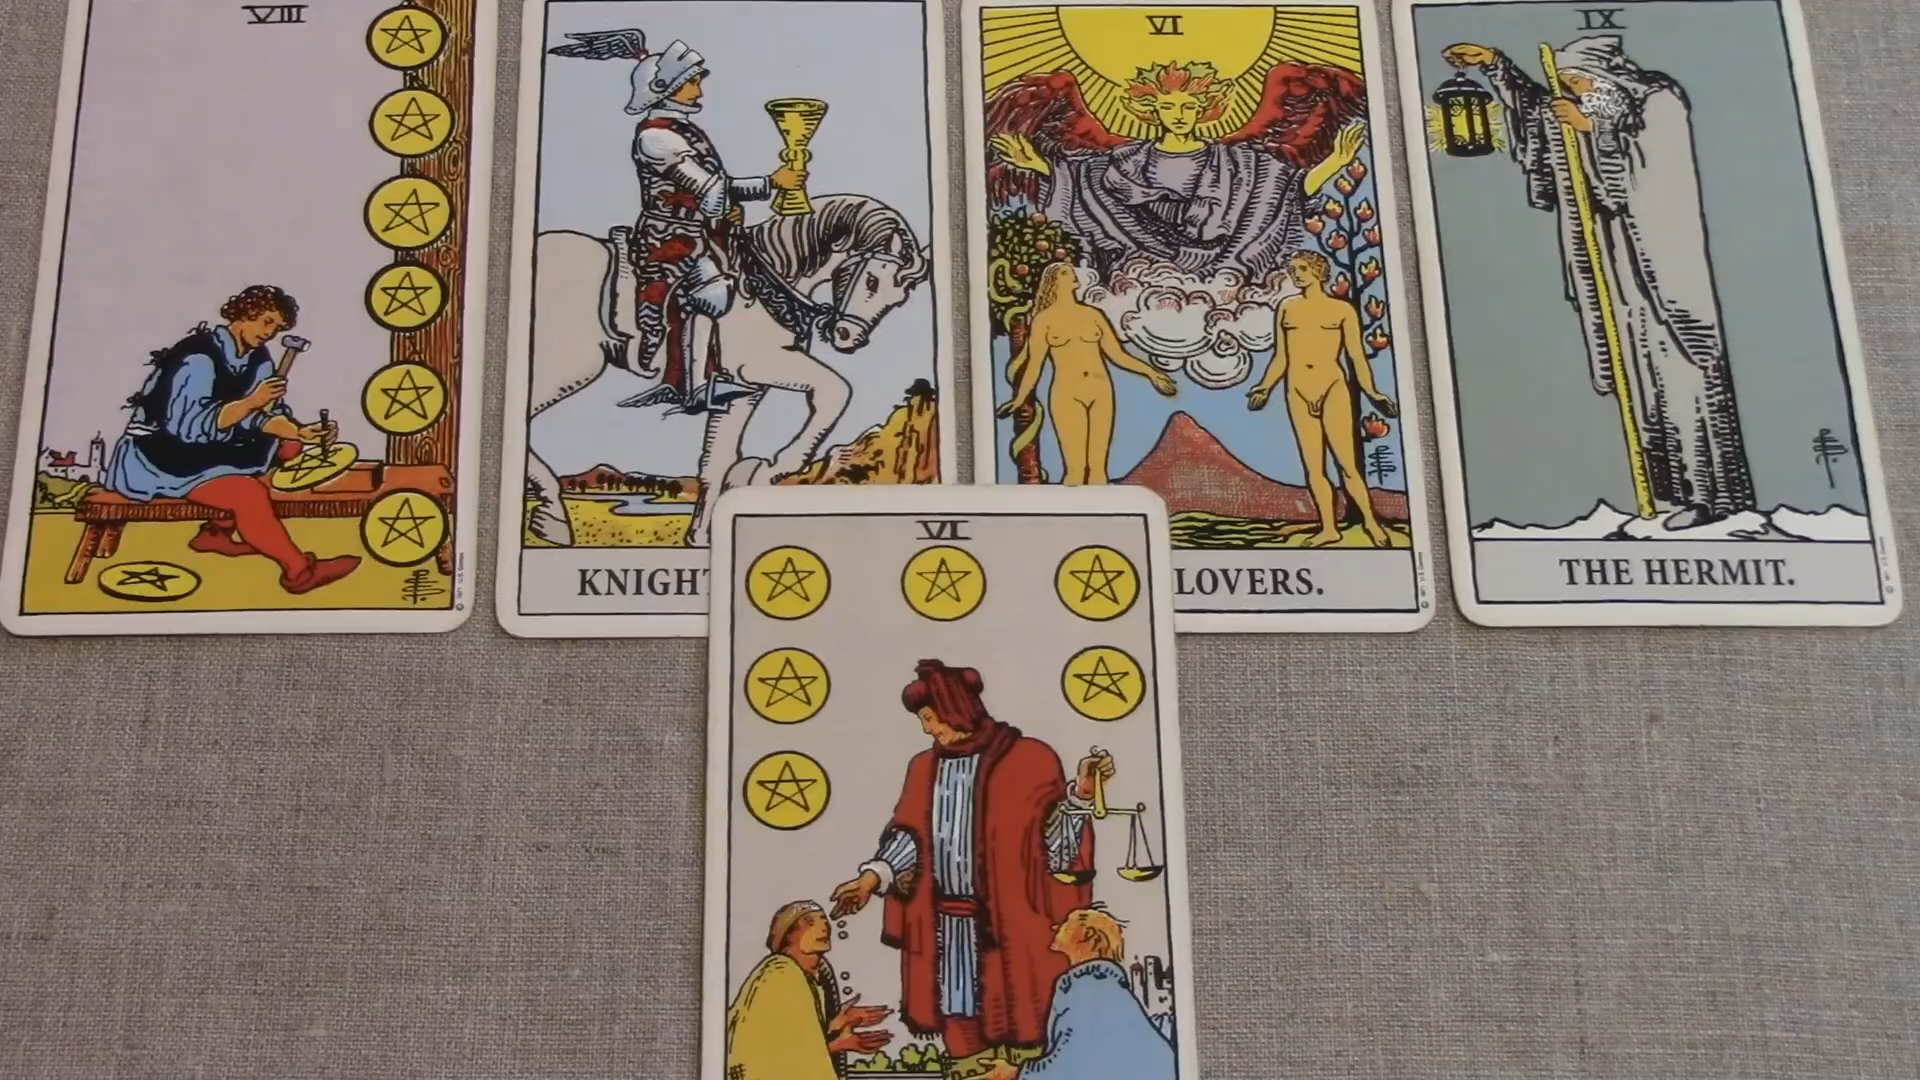 VIII
VI
IX
KNIGHT
LOVERS.
THE HERMIT.
VI